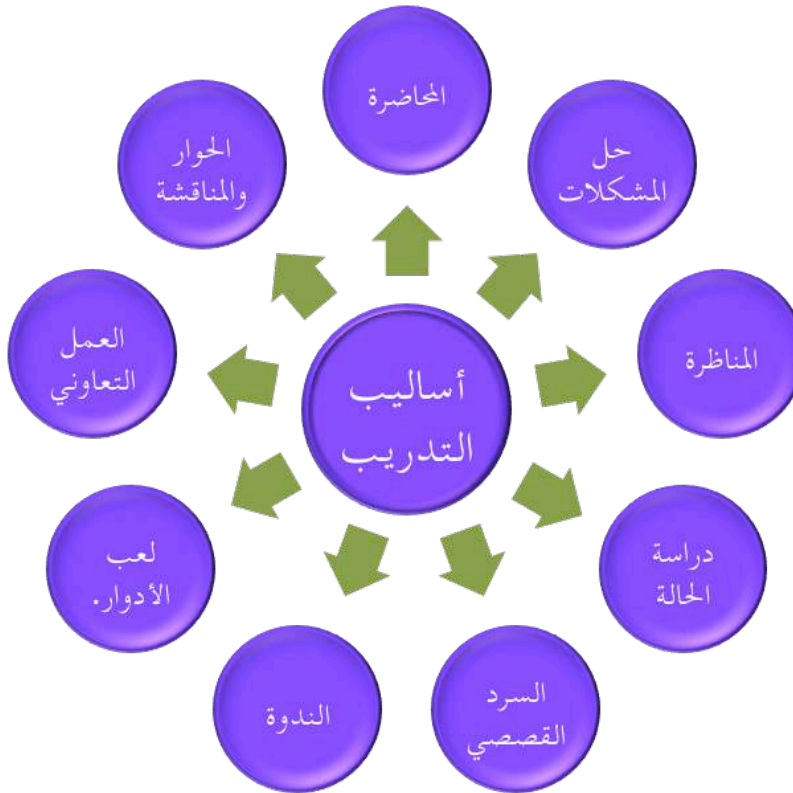 أساليب
التدريب
المحاضرة
حل
المشكلات
المناظرة
دراسة
الحالة
السرد
القصصي
الندوة
لعب
الأدوار.
العمل
التعاوني
الحوار
والمناقشة